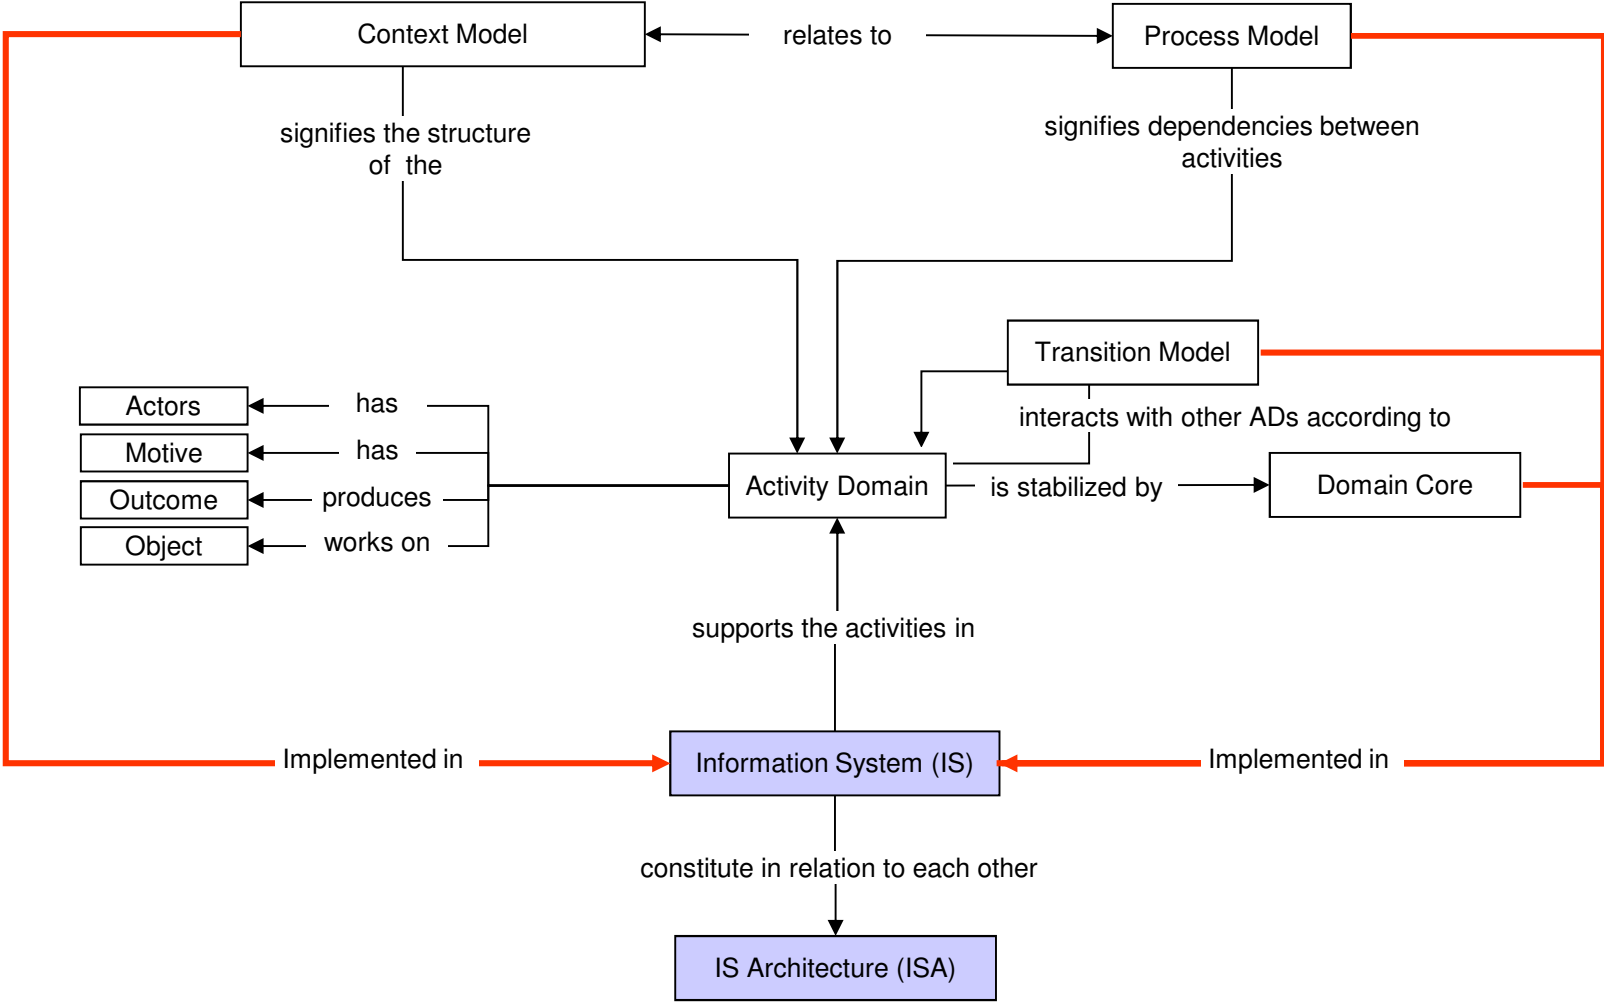 Context Model
relates to
Process Model
signifies the structure
of the
signifies dependencies between
activities
Transition Model
interacts with other ADs according to
Actors
has
Motive
has
Outcome
produces
Object
works on
Activity Domain
is stabilized by
Domain Core
supports the activities in
Implemented in
Information System (IS)
Implemented in
constitute in relation to each other
IS Architecture (ISA)